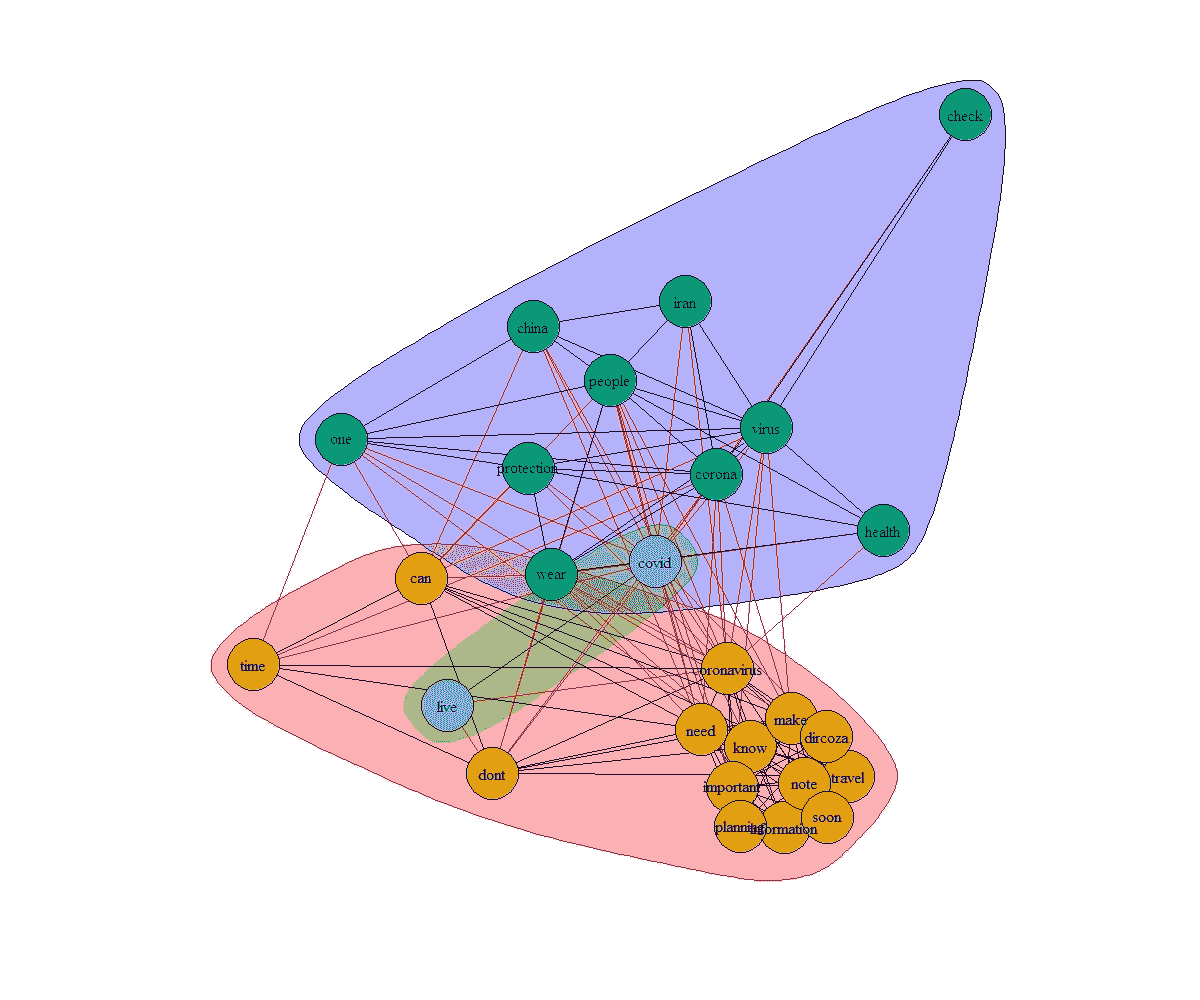 check
iran
china
people
virus
one
protection
corona
health
covid
wear
can
time
coronavirus
live
make
need
dircoza
know
dont
travel
note
important
soon
planning
information